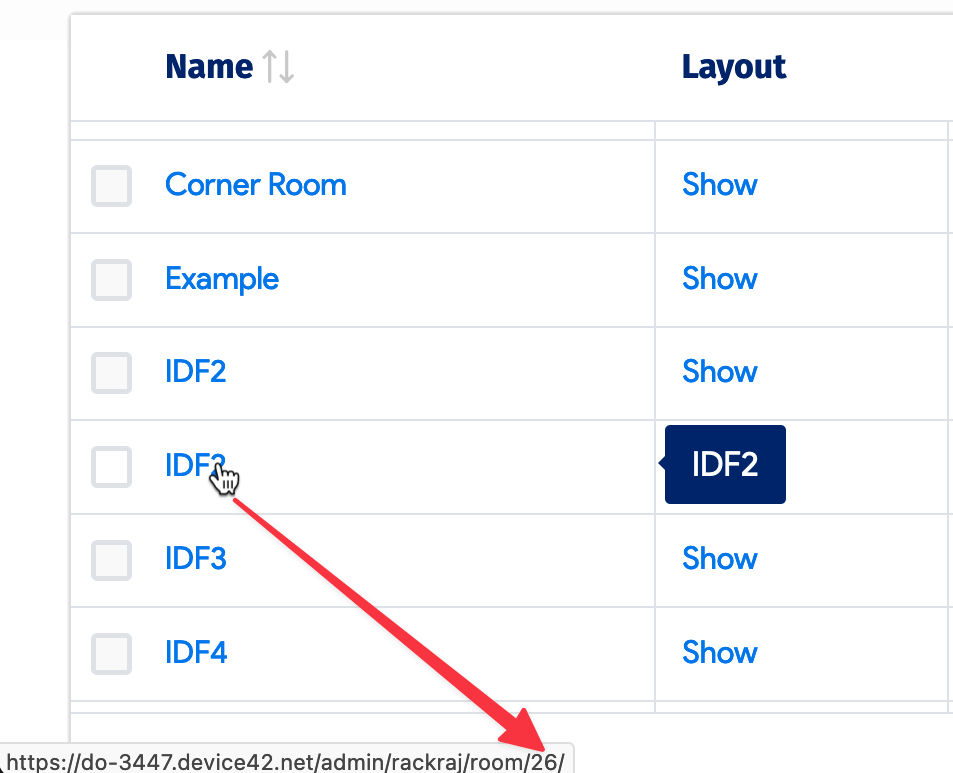 Name Layout
Corner Room Show
Example Show
IDF2 Show
IDF2 IDF2
IDF3 Show
IDF4 Show
https://do-3447.device42.net/admin/rackraj/room/26/